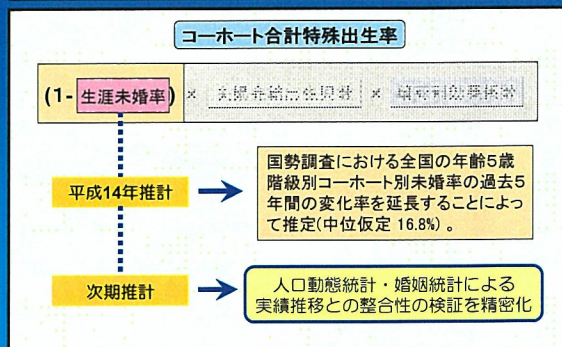 コーホート合計特殊出生率
(1- 生涯未婚率) × ×
平成14年推計
国勢調査における全国の年齢5歳
階級別コーホート別未婚率の過去5
年間の変化率を延長することによっ
て推定(中位仮定 16.8%)。
次期推計
人口動態統計・婚姻統計による
実績推移との整合性の検証を精密化